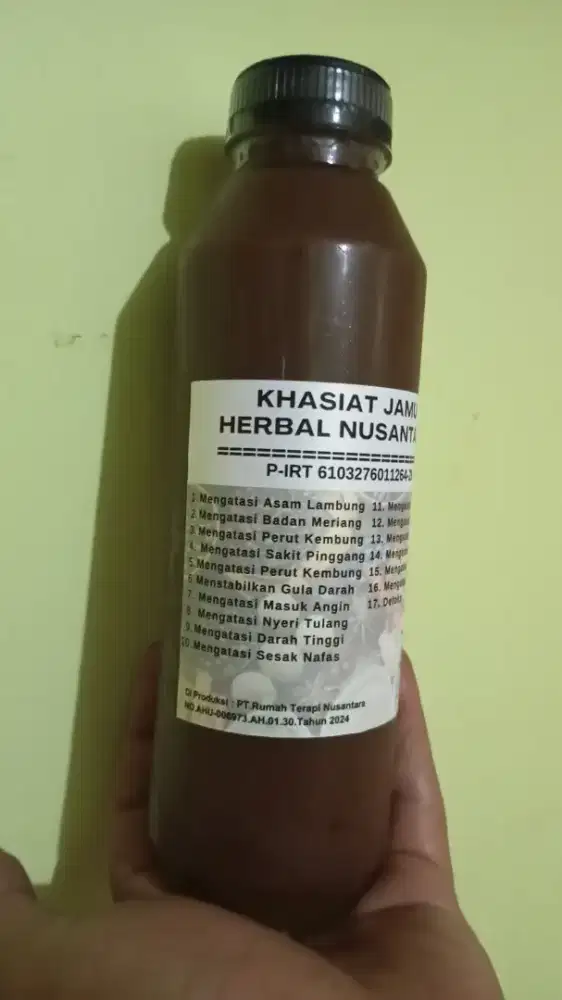 KHASIAT JAMU
HERBAL NUSANTA
====================
P-IRT 6103276011264-2
1. Mengatasi Asam Lambung 11.
2. Mengatasi Badan Meriang 12.
3. Mengatasi Perut Kembung 13.
4. Mengatasi Sakit Pinggang 14.
5. Mengatasi Perut Kembung 15.
6. Menstabilkan Gula Darah 16.
7. Mengatasi Masuk Angin 17.
8. Mengatasi Nyeri Tulang
9. Mengatasi Darah Tinggi
10. Mengatasi Sesak Nafas
Di Produksi : PT.Rumah Terapi Nusantara
NO.AHU-006973.AH.01.30.Tahun 2024